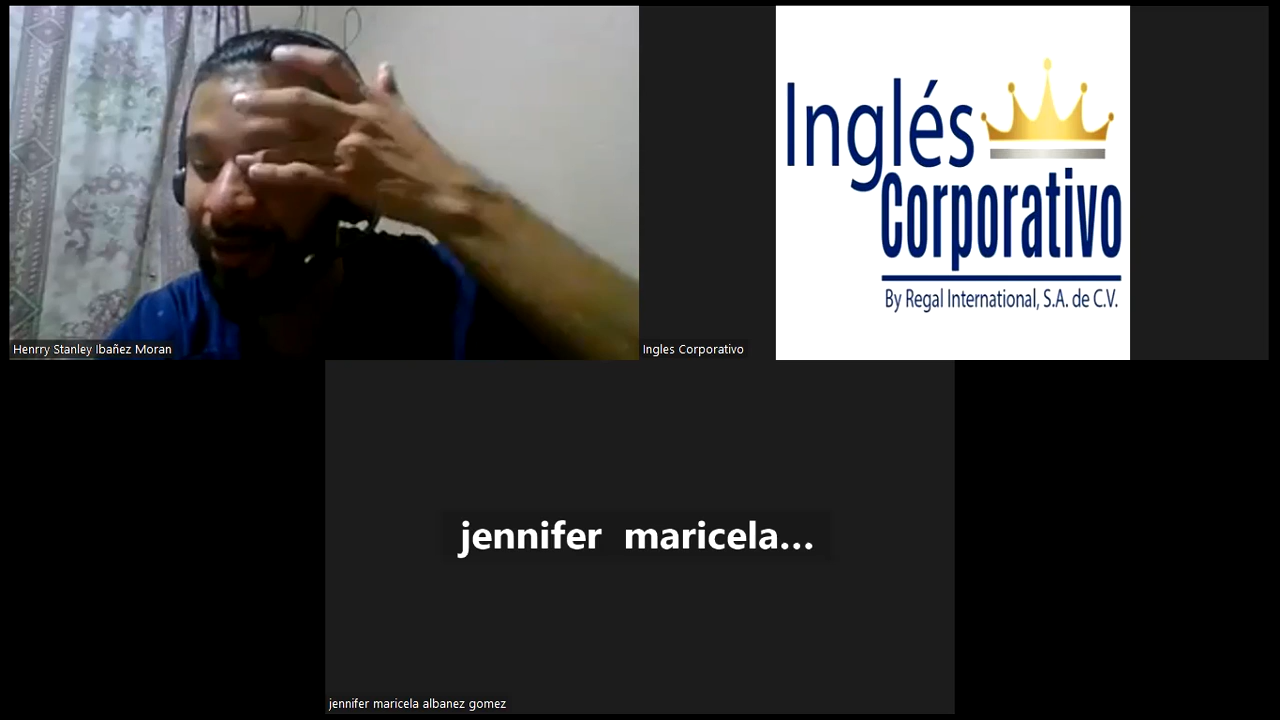 Inglés
Corporativo
By Regal International, S.A. de C.V.
Henrry Stanley Ibañez Moran
Ingles Corporativo
jennifer maricela...
jennifer maricela albanez gomez